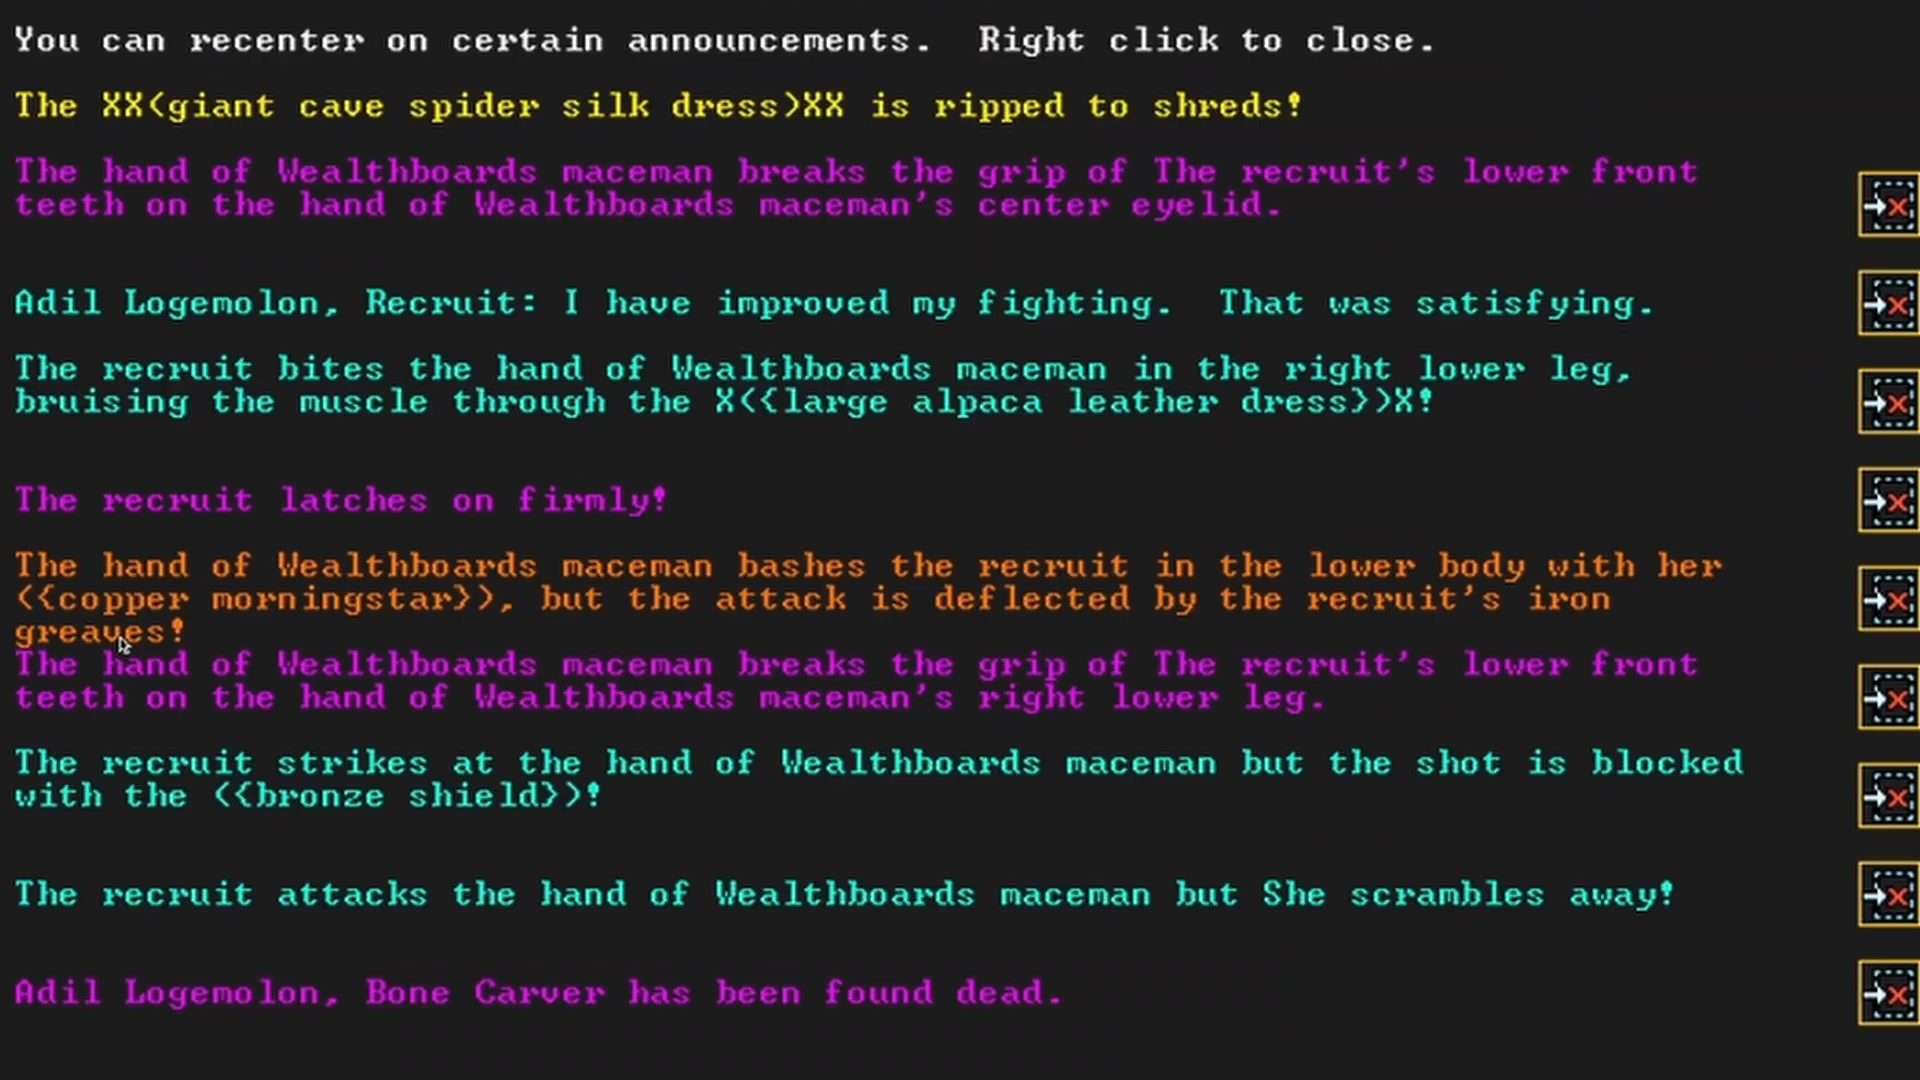 You can recenter on certain announcements.  Right click to close.
The XX(giant cave spider silk dress)XX is ripped to shreds!
The hand of Wealthboards maceman breaks the grip of The recruit's lower front
teeth on the hand of Wealthboards maceman's center eyelid.
Adil Logemolon, Recruit: I have improved my fighting.  That was satisfying.
The recruit bites the hand of Wealthboards maceman in the right lower leg,
bruising the muscle through the X({large alpaca leather dress})X!
The recruit latches on firmly!
The hand of Wealthboards maceman bashes the recruit in the lower body with her
({copper morningstar}), but the attack is deflected by the recruit's iron
greaves!
The hand of Wealthboards maceman breaks the grip of The recruit's lower front
teeth on the hand of Wealthboards maceman's right lower leg.
The recruit strikes at the hand of Wealthboards maceman but the shot is blocked
with the ({bronze shield})!
The recruit attacks the hand of Wealthboards maceman but She scrambles away!
Adil Logemolon, Bone Carver has been found dead.